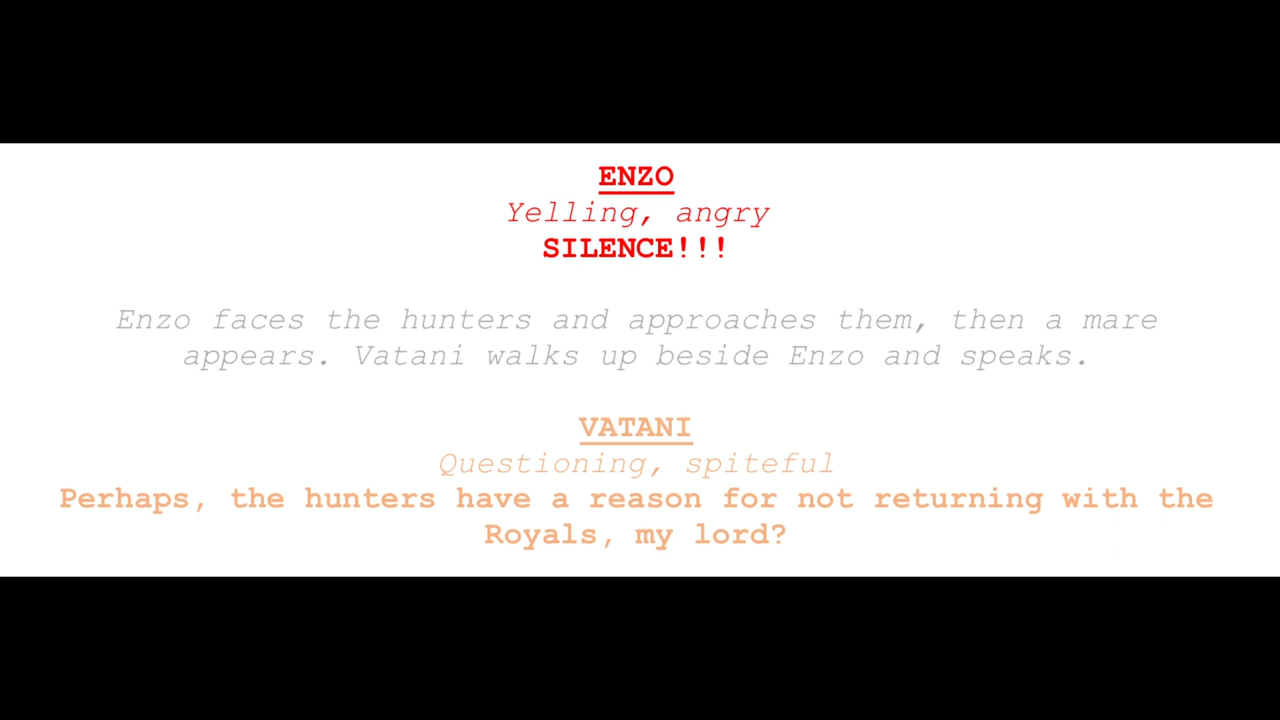 ENZO
Yelling, angry
SILENCE!!!
Enzo faces the hunters and approaches them, then a mare
appears. Vatani walks up beside Enzo and speaks.
VATANI
Questioning, spiteful
Perhaps, the hunters have a reason for not returning with the
Royals, my lord?